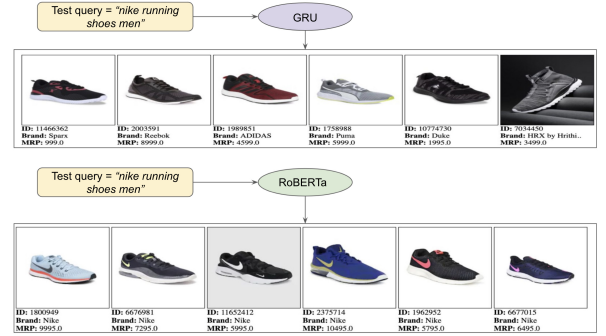 Test query = “nike running
shoes men”
GRU
ID: 11466362
Brand: Sparx
MRP: 999.0
ID: 2003591
Brand: Reebok
MRP: 8999.0
ID: 1989851
Brand: ADIDAS
MRP: 4599.0
ID: 1758988
Brand: Puma
MRP: 5999.0
ID: 10774730
Brand: Duke
MRP: 1995.0
ID: 7034450
Brand: HRX by Hrithi..
MRP: 3499.0
Test query = “nike running
shoes men”
RoBERTa
ID: 1800949
Brand: Nike
MRP: 9995.0
ID: 6676981
Brand: Nike
MRP: 7295.0
ID: 11652412
Brand: Nike
MRP: 5995.0
ID: 2375714
Brand: Nike
MRP: 10495.0
ID: 1962952
Brand: Nike
MRP: 5795.0
ID: 6677015
Brand: Nike
MRP: 6495.0